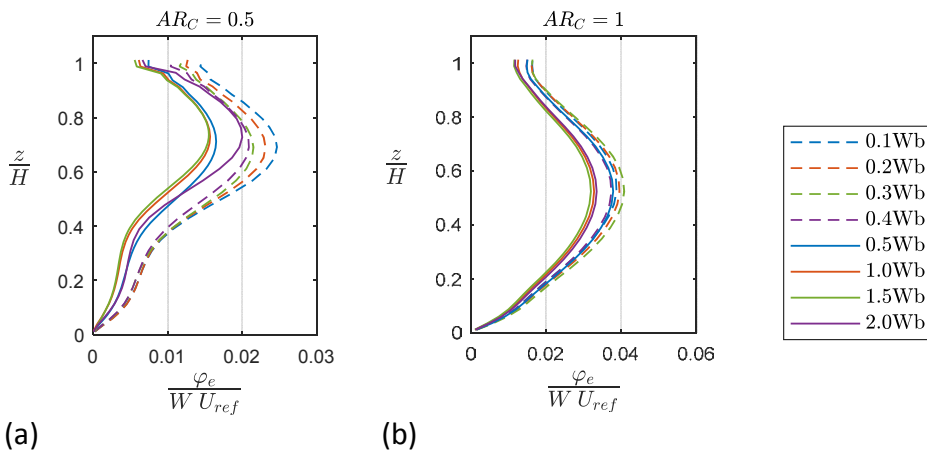 AR_C = 0.5
1
0.8
z/H
0.6
0.4
0.2
0
0 0.01 0.02 0.03
φ_e / W U_ref
(a)
AR_C = 1
1
0.8
z/H
0.6
0.4
0.2
0
0 0.02 0.04 0.06
φ_e / W U_ref
(b)
0.1Wb
0.2Wb
0.3Wb
0.4Wb
0.5Wb
1.0Wb
1.5Wb
2.0Wb